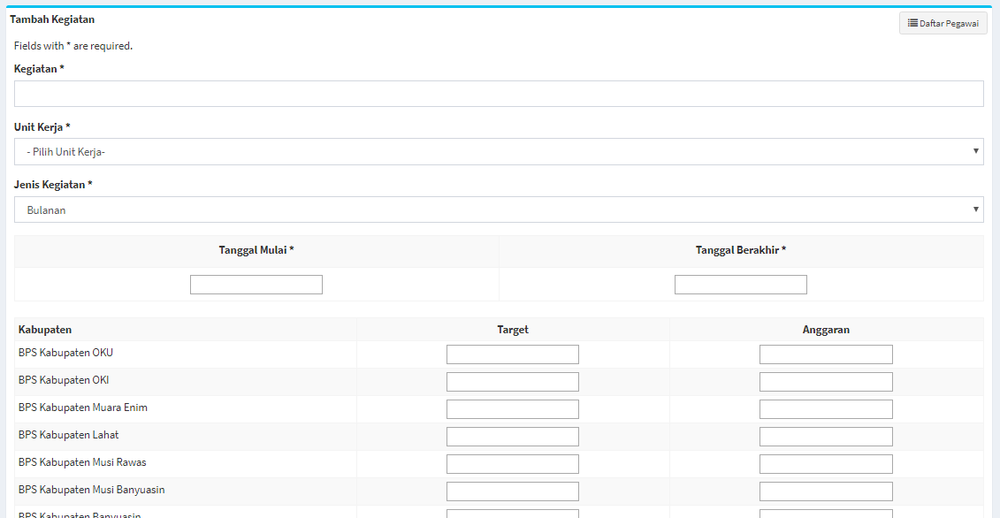 Tambah Kegiatan
Daftar Pegawai
Fields with * are required.
Kegiatan *
Unit Kerja *
- Pilih Unit Kerja-
Jenis Kegiatan *
Bulanan
Tanggal Mulai * Tanggal Berakhir *
Kabupaten Target Anggaran
BPS Kabupaten OKU
BPS Kabupaten OKI
BPS Kabupaten Muara Enim
BPS Kabupaten Lahat
BPS Kabupaten Musi Rawas
BPS Kabupaten Musi Banyuasin
BPS Kabupaten Banyuasin